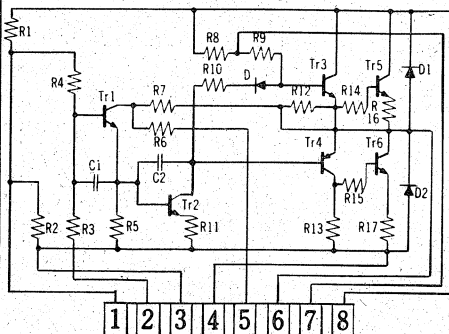 R1
R8
R9
R4
R10
D
Tr3
Tr5
D1
Tr1
R7
R12
R14
R
16
R6
Tr4
Tr6
C1
C2
R15
D2
Tr2
R2
R3
R5
R11
R13
R17
1 2 3 4 5 6 7 8